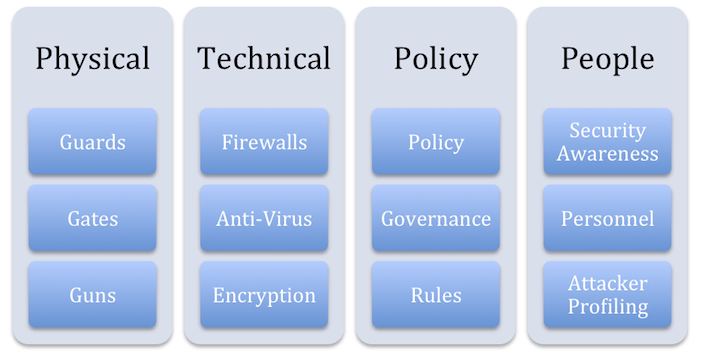 Physical
Guards
Gates
Guns
Technical
Firewalls
Anti-Virus
Encryption
Policy
Policy
Governance
Rules
People
Security
Awareness
Personnel
Attacker
Profiling